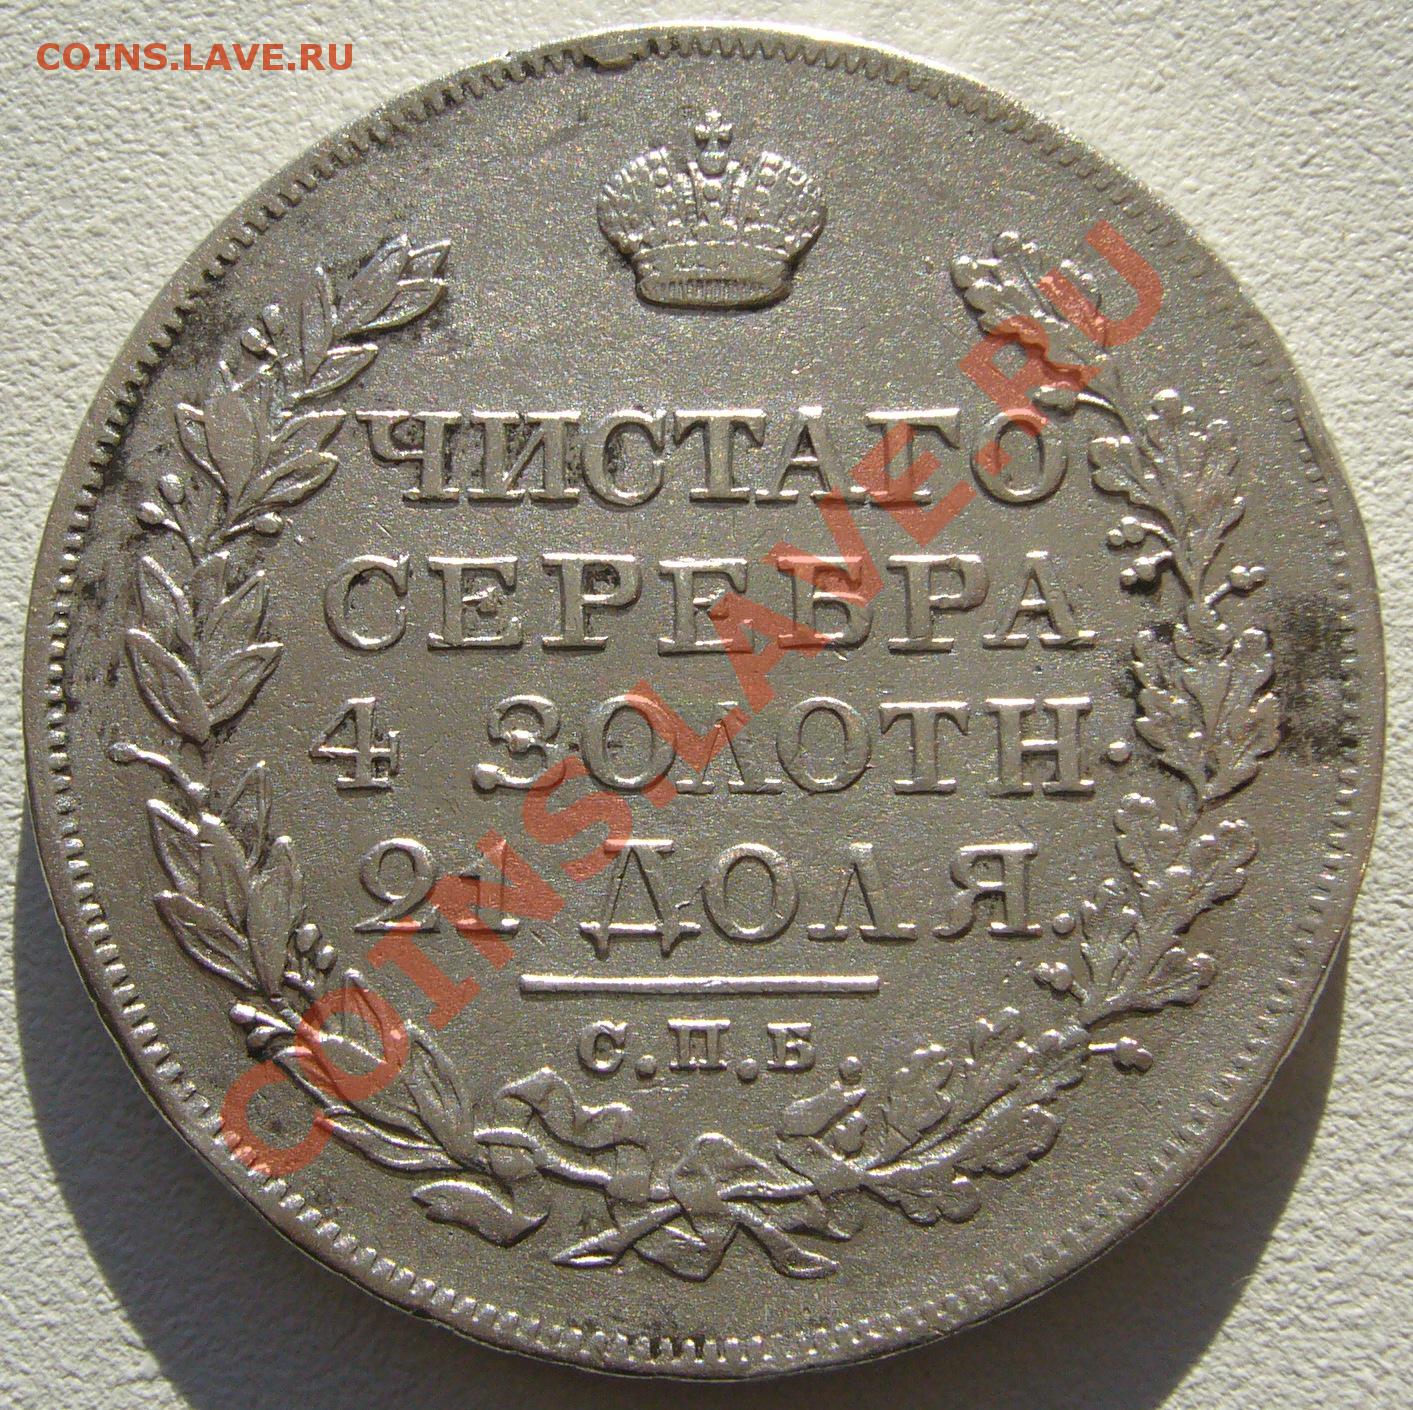 COINS.LAVE.RU
ЧИСТАГО
СЕРЕБРА
4 ЗОЛОТН.
21 ДОЛЯ.
С.П.Б.
COINS.LAVE.RU